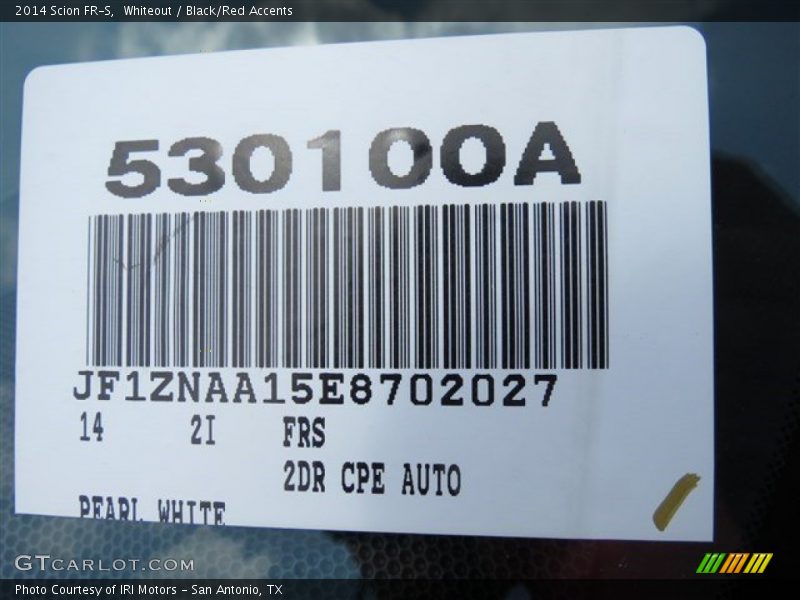 2014 Scion FR-S, Whiteout / Black/Red Accents
530100A
JF1ZNAA15E8702027
14 2I FRS
2DR CPE AUTO
PEARL WHITE
GTCARLOT.COM
Photo Courtesy of IRI Motors - San Antonio, TX